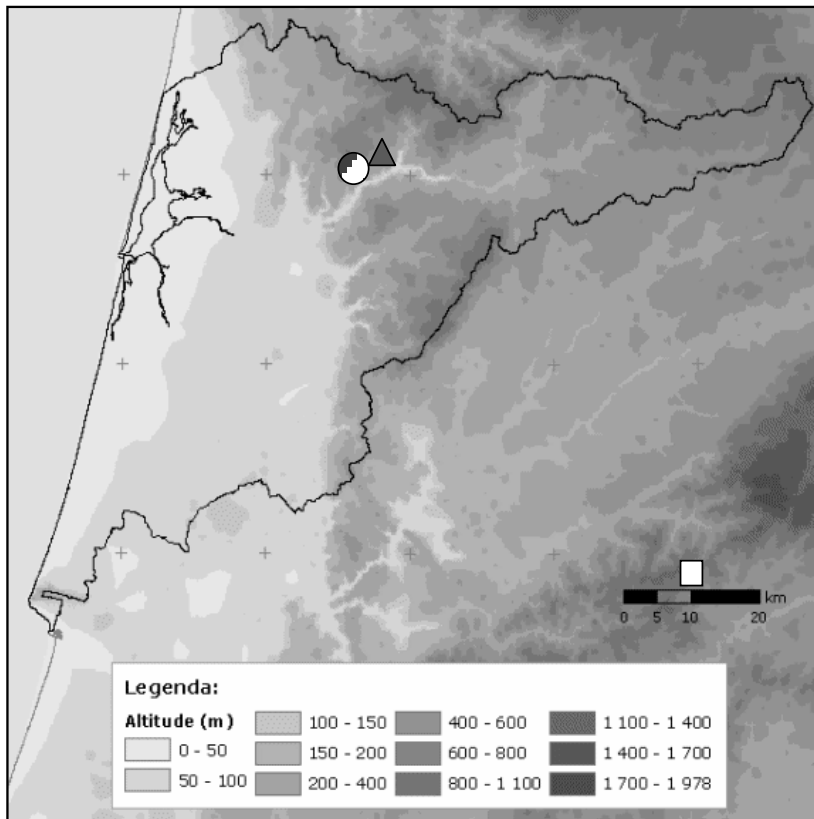 km
0 5 10 20
Legenda:
Altitude (m)
0 - 50
50 - 100
100 - 150
150 - 200
200 - 400
400 - 600
600 - 800
800 - 1 100
1 100 - 1 400
1 400 - 1 700
1 700 - 1 978